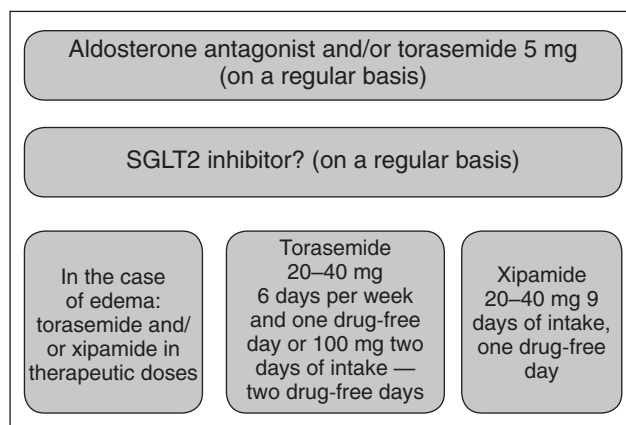 Aldosterone antagonist and/or torasemide 5 mg
(on a regular basis)
SGLT2 inhibitor? (on a regular basis)
In the case
of edema:
torasemide and/
or xipamide in
therapeutic doses
Torasemide
20–40 mg
6 days per week
and one drug-free
day or 100 mg two
days of intake —
two drug-free days
Xipamide
20–40 mg 9
days of intake,
one drug-free
day